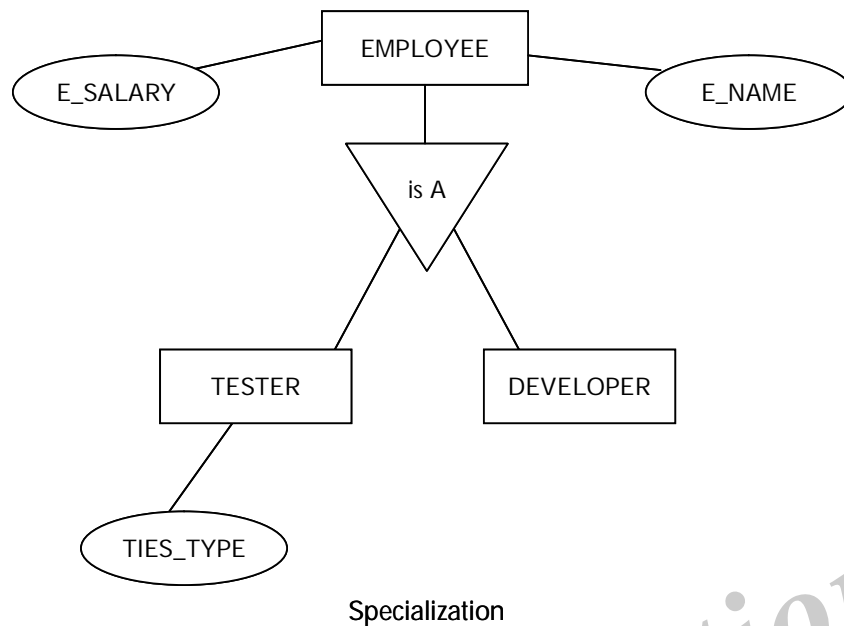 EMPLOYEE
E_SALARY
E_NAME
is A
TESTER
DEVELOPER
TIES_TYPE
Specialization